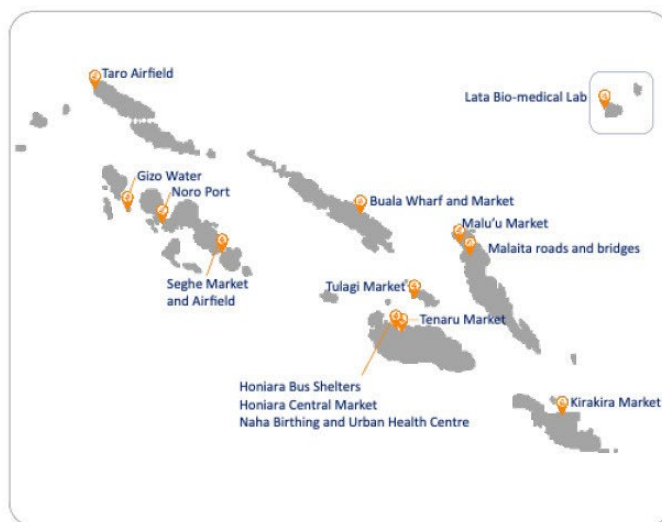 Taro Airfield
Lata Bio-medical Lab
Gizo Water
Noro Port
Buala Wharf and Market
Malu'u Market
Malaita roads and bridges
Seghe Market
and Airfield
Tulagi Market
Tenaru Market
Honiara Bus Shelters
Honiara Central Market
Naha Birthing and Urban Health Centre
Kirakira Market